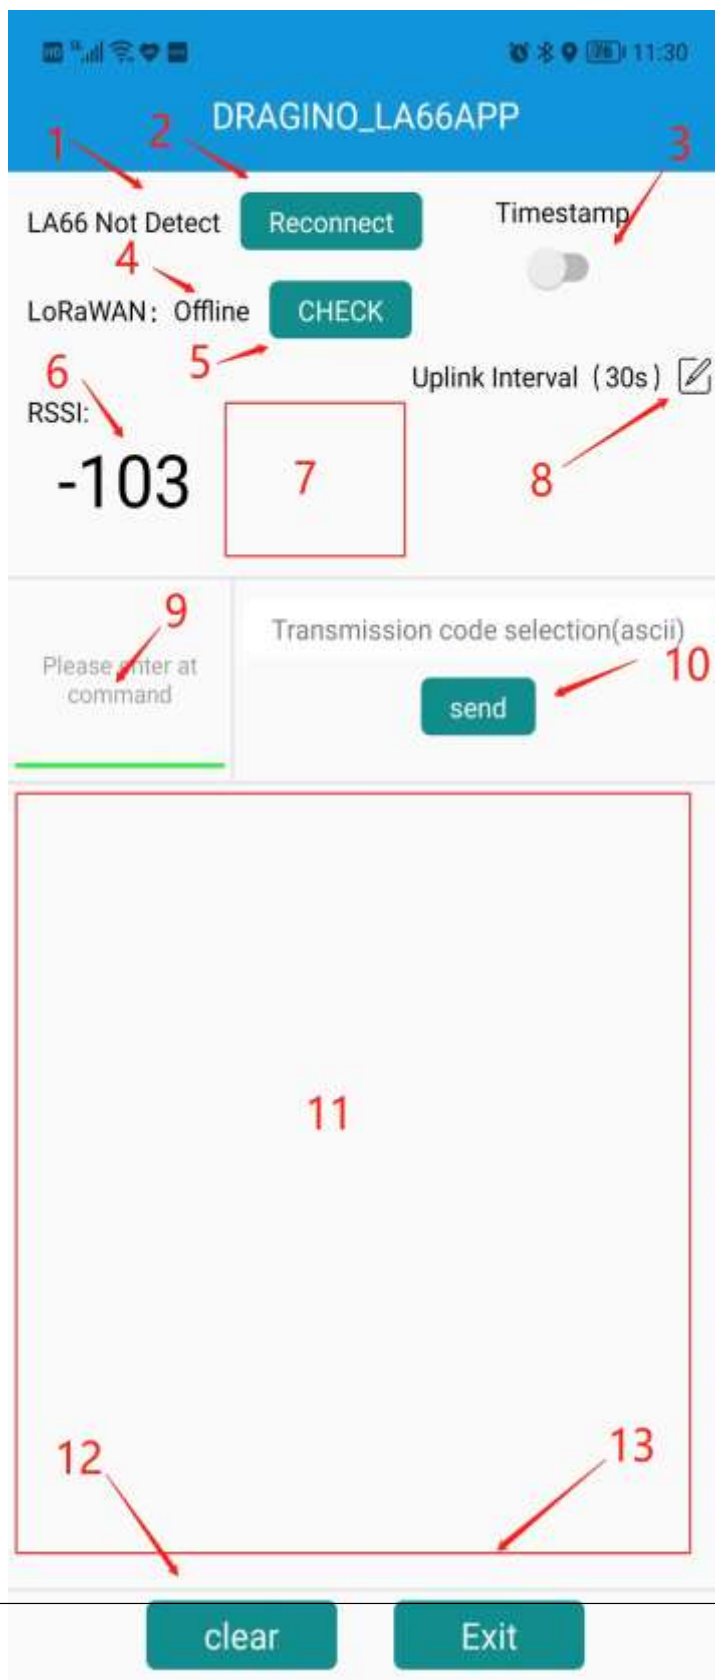 11:30
DRAGINO_LA66APP
1
2
3
LA66 Not Detect
Reconnect
Timestamp
4
LoRaWAN: Offline
CHECK
5
6
Uplink Interval (30s)
RSSI:
-103
7
8
9
Transmission code selection(ascii)
Please enter at
command
10
send
11
12
13
clear
Exit